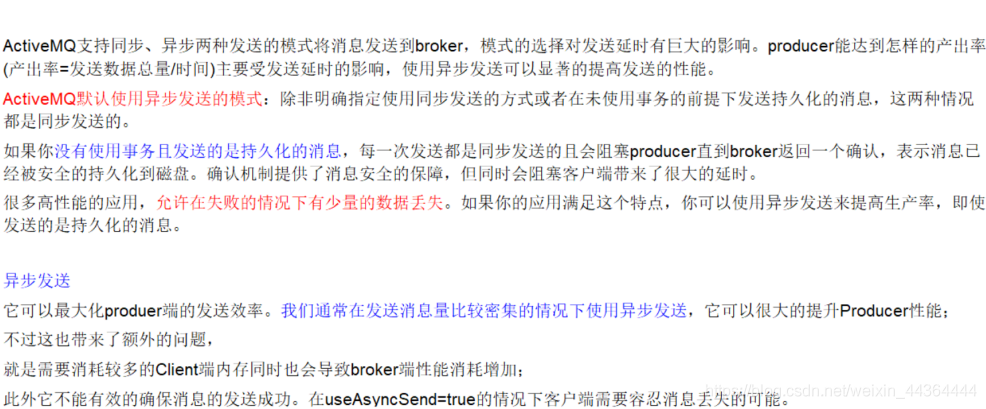 ActiveMQ支持同步、异步两种发送的模式将消息发送到broker，模式的选择对发送延时有巨大的影响。producer能达到怎样的产出率
(产出率=发送数据总量/时间)主要受发送延时的影响，使用异步发送可以显著的提高发送的性能。
ActiveMQ默认使用异步发送的模式：除非明确指定使用同步发送的方式或者在未使用事务的前提下发送持久化的消息，这两种情况
都是同步发送的。
如果你没有使用事务且发送的是持久化的消息，每一次发送都是同步发送的且会阻塞producer直到broker返回一个确认，表示消息已
经被安全的持久化到磁盘。确认机制提供了消息安全的保障，但同时会阻塞客户端带来了很大的延时。
很多高性能的应用，允许在失败的情况下有少量的数据丢失。如果你的应用满足这个特点，你可以使用异步发送来提高生产率，即使
发送的是持久化的消息。
异步发送
它可以最大化produer端的发送效率。我们通常在发送消息量比较密集的情况下使用异步发送，它可以很大的提升Producer性能；
不过这也带来了额外的问题，
就是需要消耗较多的Client端内存同时也会导致broker端性能消耗增加；
此外它不能有效的确保消息的发送成功。在useAsyncSend=true的情况下客户端需要容忍消息丢失的可能。
https://blog.csdn.net/weixin_44364444